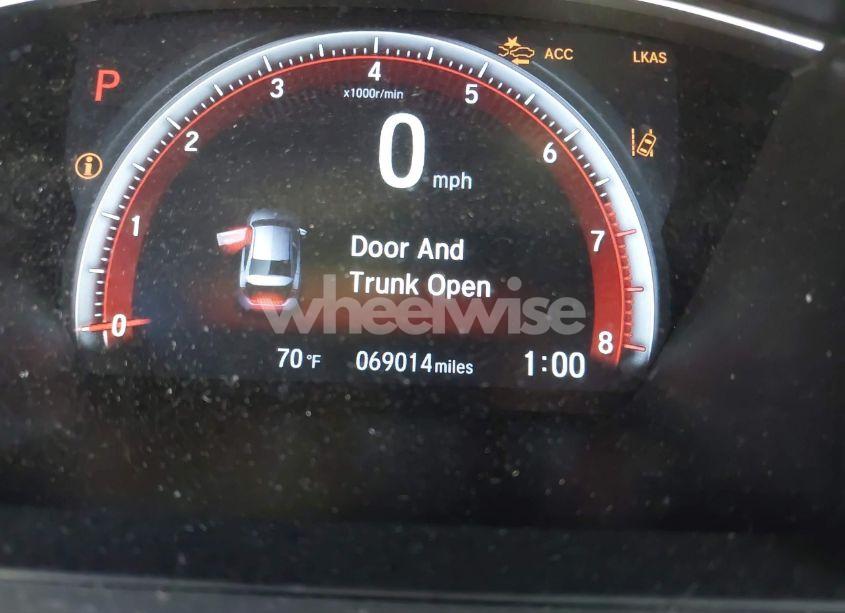 ACC
LKAS
P
x1000r/min
0
1
2
3
4
5
6
7
8
0 mph
Door And
Trunk Open
wheelwise
70°F
069014miles
1:00